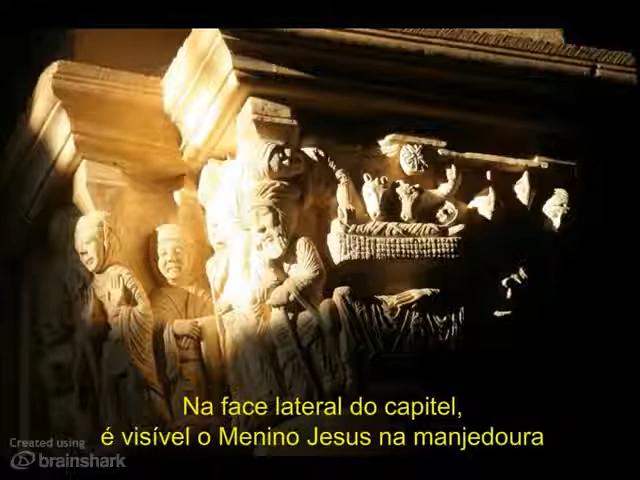 Na face lateral do capitel,
é visível o Menino Jesus na manjedoura
Created using
brainshark